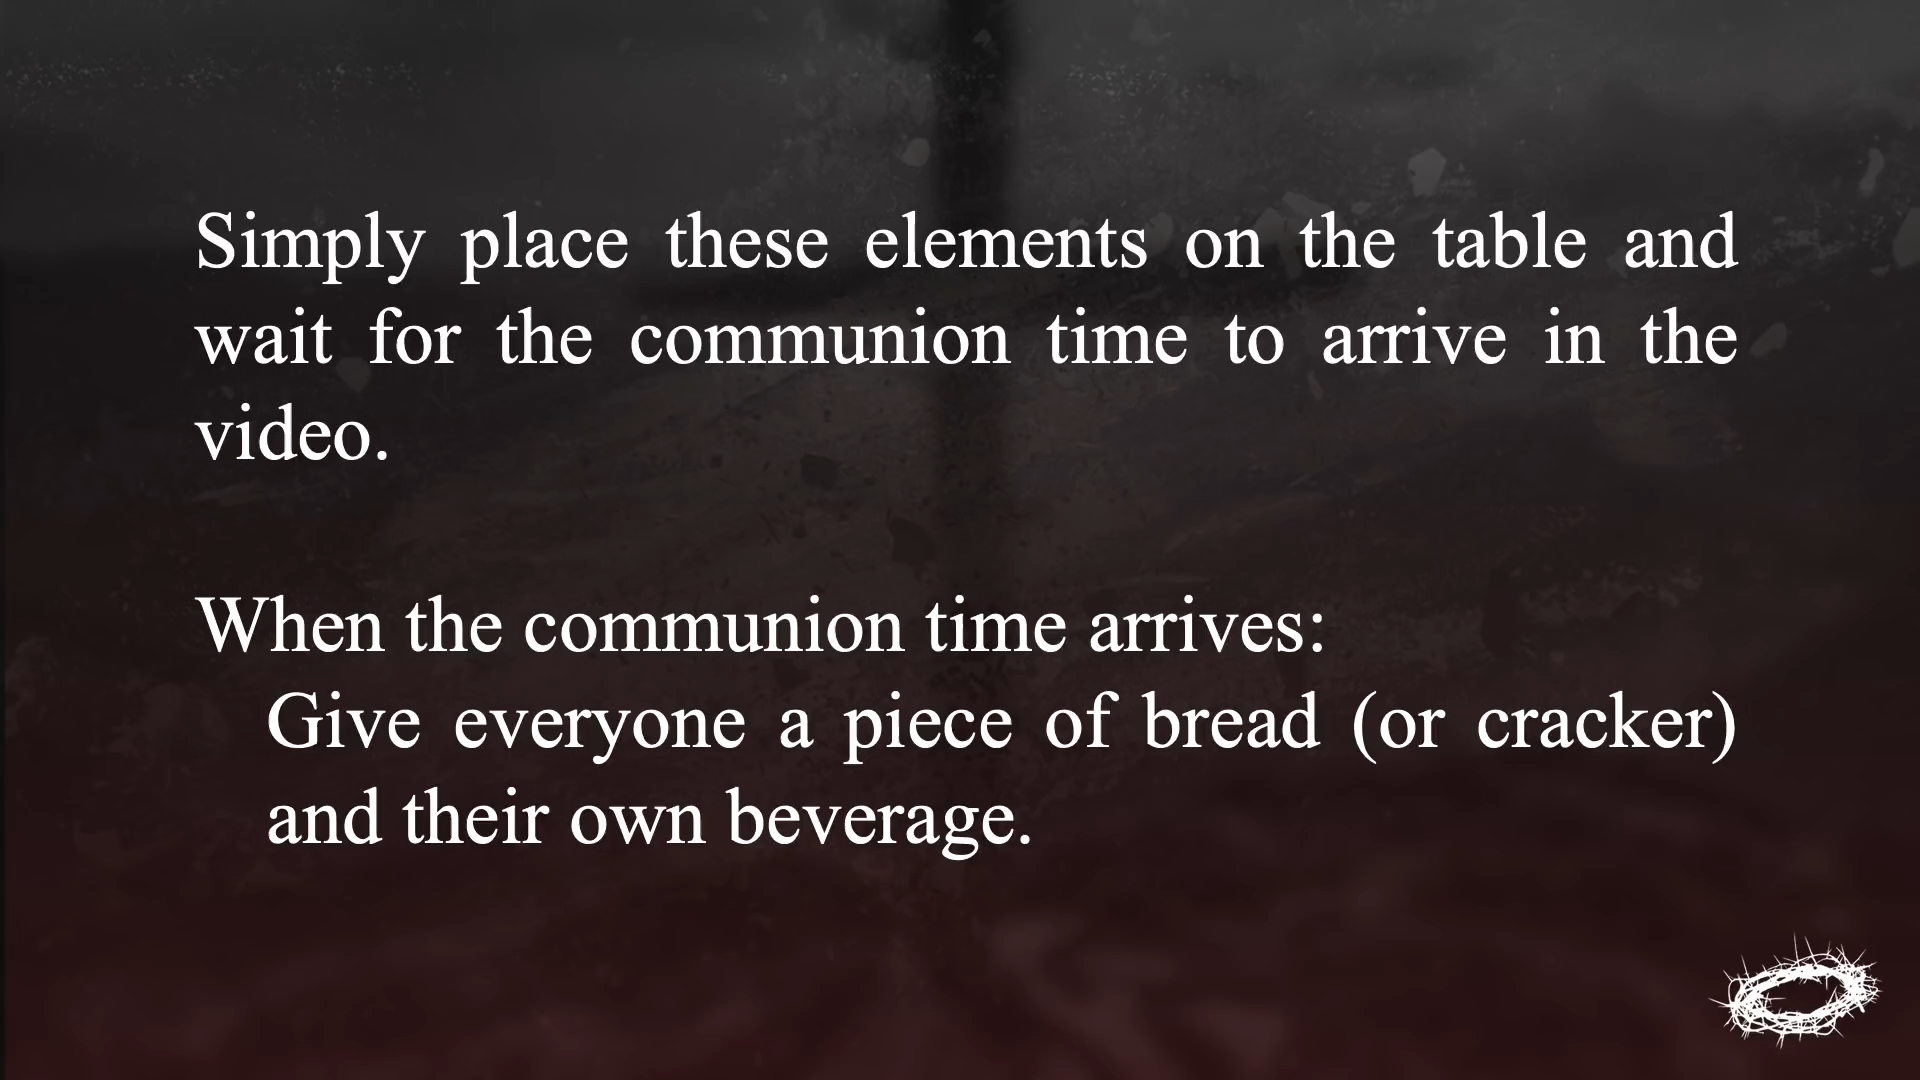 Simply place these elements on the table and
wait for the communion time to arrive in the
video.
When the communion time arrives:
Give everyone a piece of bread (or cracker)
and their own beverage.